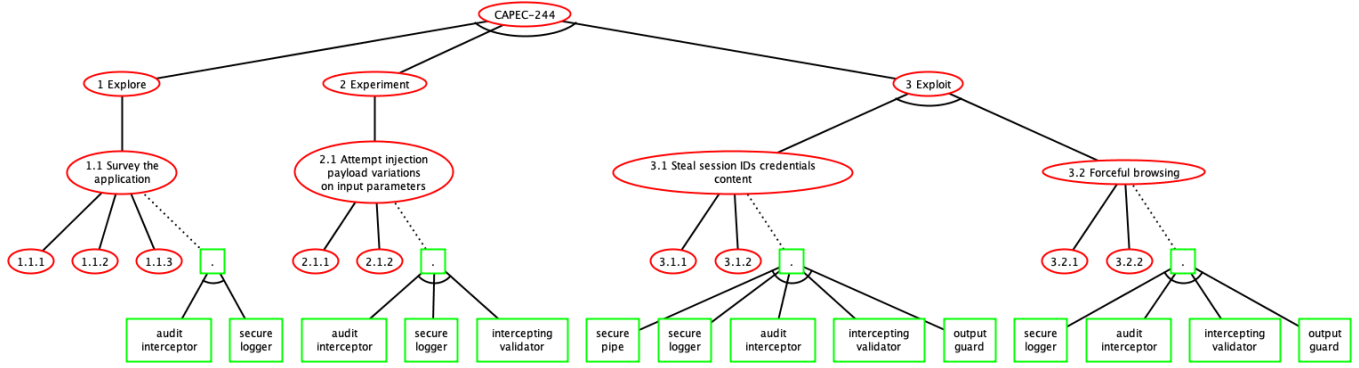 CAPEC-244
1 Explore
2 Experiment
3 Exploit
1.1 Survey the
application
2.1 Attempt injection
payload variations
on input parameters
3.1 Steal session IDs credentials
content
3.2 Forceful browsing
1.1.1
1.1.2
1.1.3
.
2.1.1
2.1.2
.
3.1.1
3.1.2
.
3.2.1
3.2.2
.
audit
interceptor
secure
logger
audit
interceptor
secure
logger
intercepting
validator
secure
pipe
secure
logger
audit
interceptor
intercepting
validator
output
guard
secure
logger
audit
interceptor
intercepting
validator
output
guard